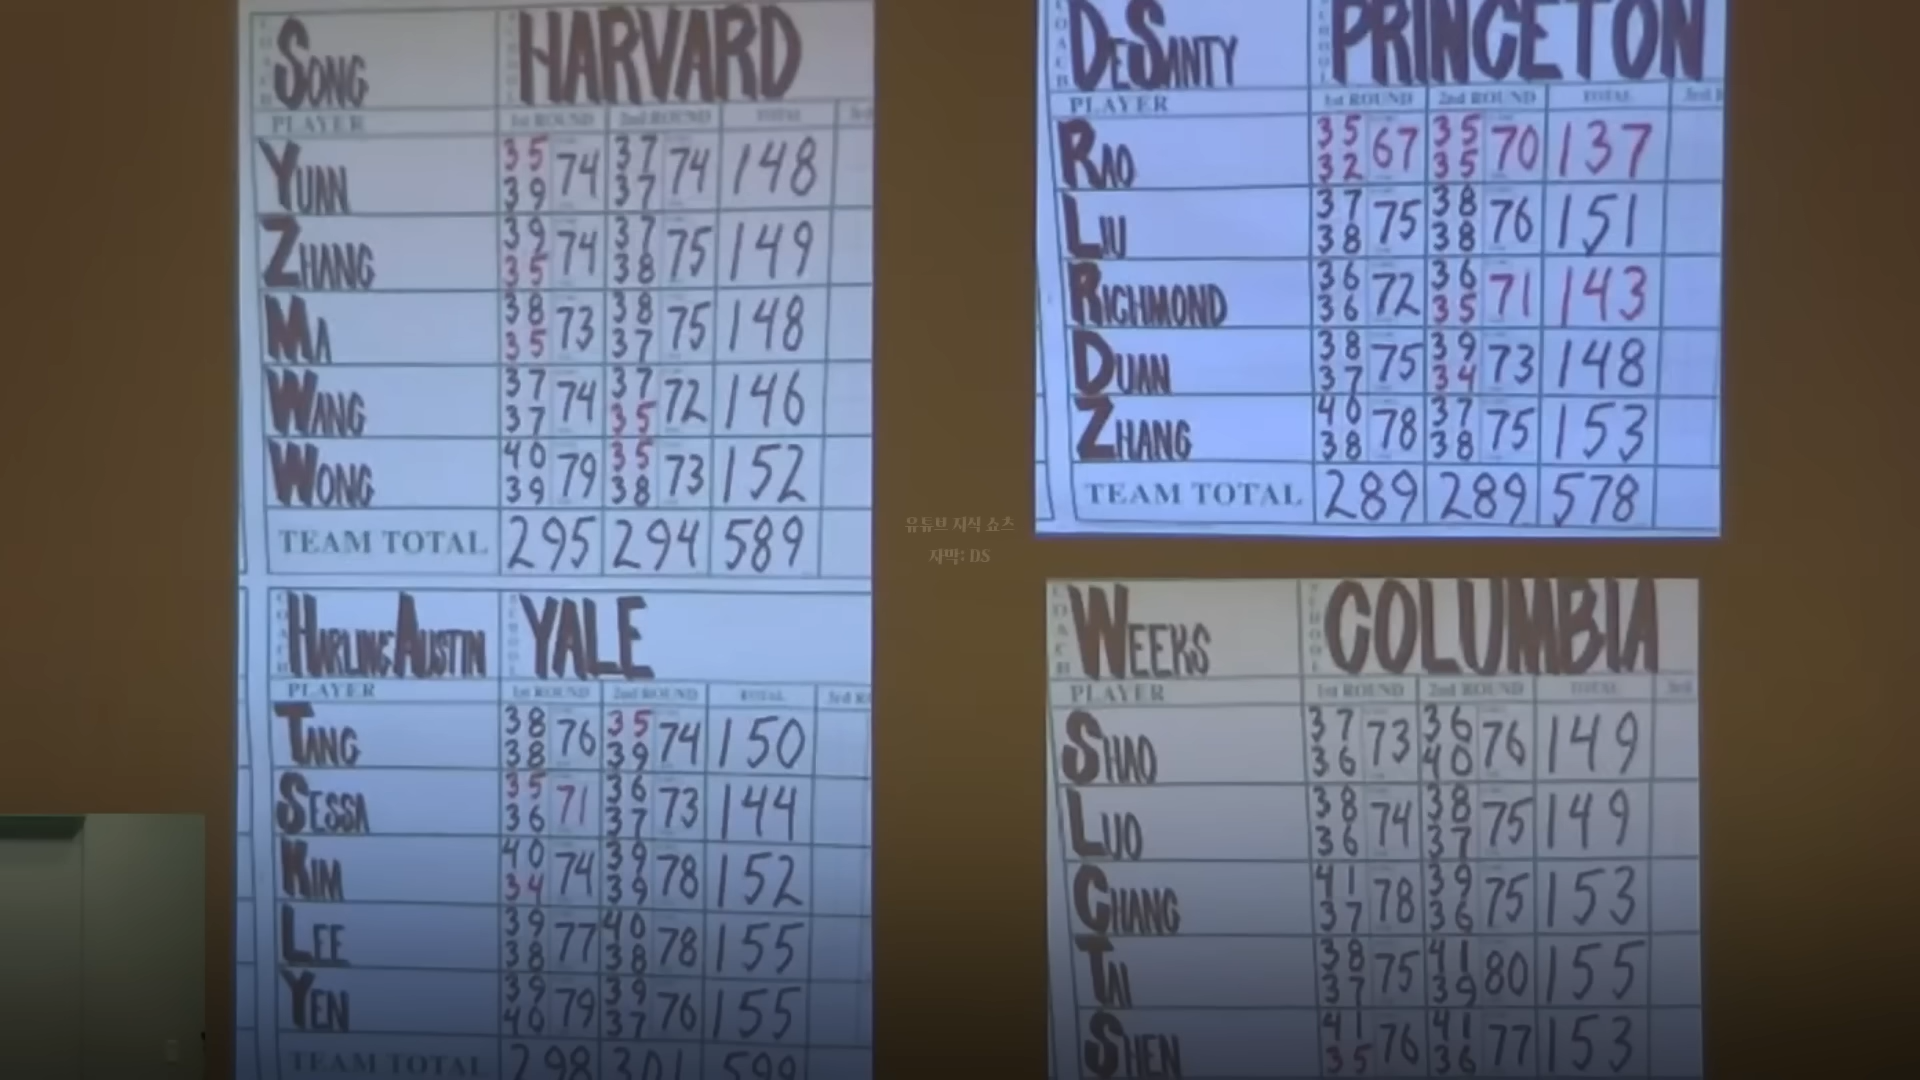 SONG HARVARD
PLAYER 1st ROUND 2nd ROUND TOTAL
YUAN 35 39 74 37 37 74 148
ZHANG 39 35 74 37 38 75 149
MA 38 35 73 38 37 75 148
WANG 37 37 74 37 35 72 146
WONG 40 39 79 35 38 73 152
TEAM TOTAL 295 294 589
HARLING AUSTIN YALE
PLAYER 1st ROUND 2nd ROUND TOTAL 3rd R
TANG 38 38 76 35 39 74 150
SESSA 35 36 71 36 37 73 144
KIM 40 34 74 39 39 78 152
LEE 39 38 77 40 38 78 155
YEN 39 40 79 39 37 76 155
TEAM TOTAL 298 301 599
유튜브 지식 쇼츠
자막: DS
COACH DESANTY PRINCETON
PLAYER 1st ROUND 2nd ROUND TOTAL 3rd R
RAO 35 32 67 35 35 70 137
LIU 37 38 75 38 38 76 151
RICHMOND 36 36 72 36 35 71 143
DUAN 38 37 75 39 34 73 148
ZHANG 40 38 78 37 38 75 153
TEAM TOTAL 289 289 578
WEEKS COLUMBIA
PLAYER 1st ROUND 2nd ROUND TOTAL 3rd
SHAO 37 36 73 36 40 76 149
LUO 38 36 74 38 37 75 149
CHANG 41 37 78 39 36 75 153
TAI 38 37 75 41 39 80 155
SHEN 41 35 76 41 36 77 153